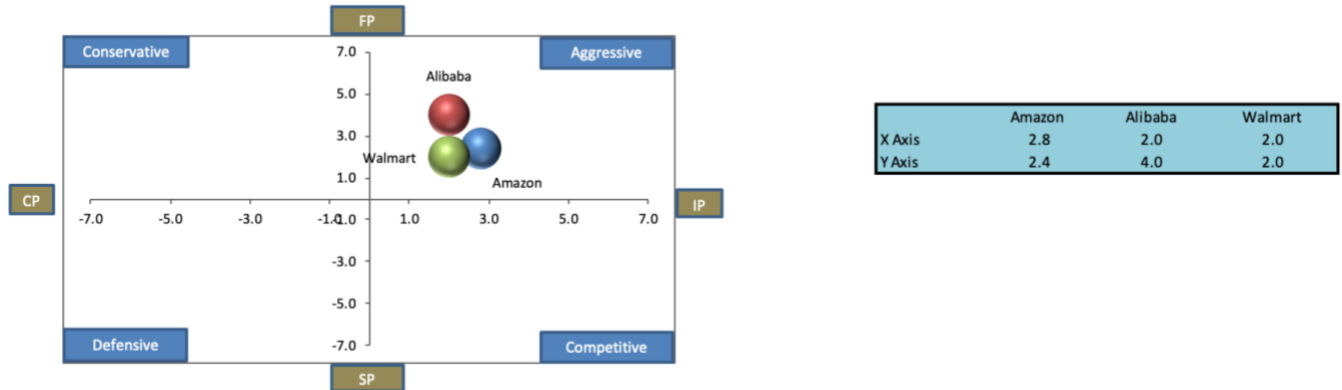 FP
Conservative
Aggressive
7.0
Alibaba
5.0
3.0
Walmart
1.0
Amazon
CP
IP
-7.0 -5.0 -3.0 -1.0 1.0 3.0 5.0 7.0
-1.0
-3.0
-5.0
-7.0
Defensive
Competitive
SP
Amazon Alibaba Walmart
X Axis 2.8 2.0 2.0
Y Axis 2.4 4.0 2.0